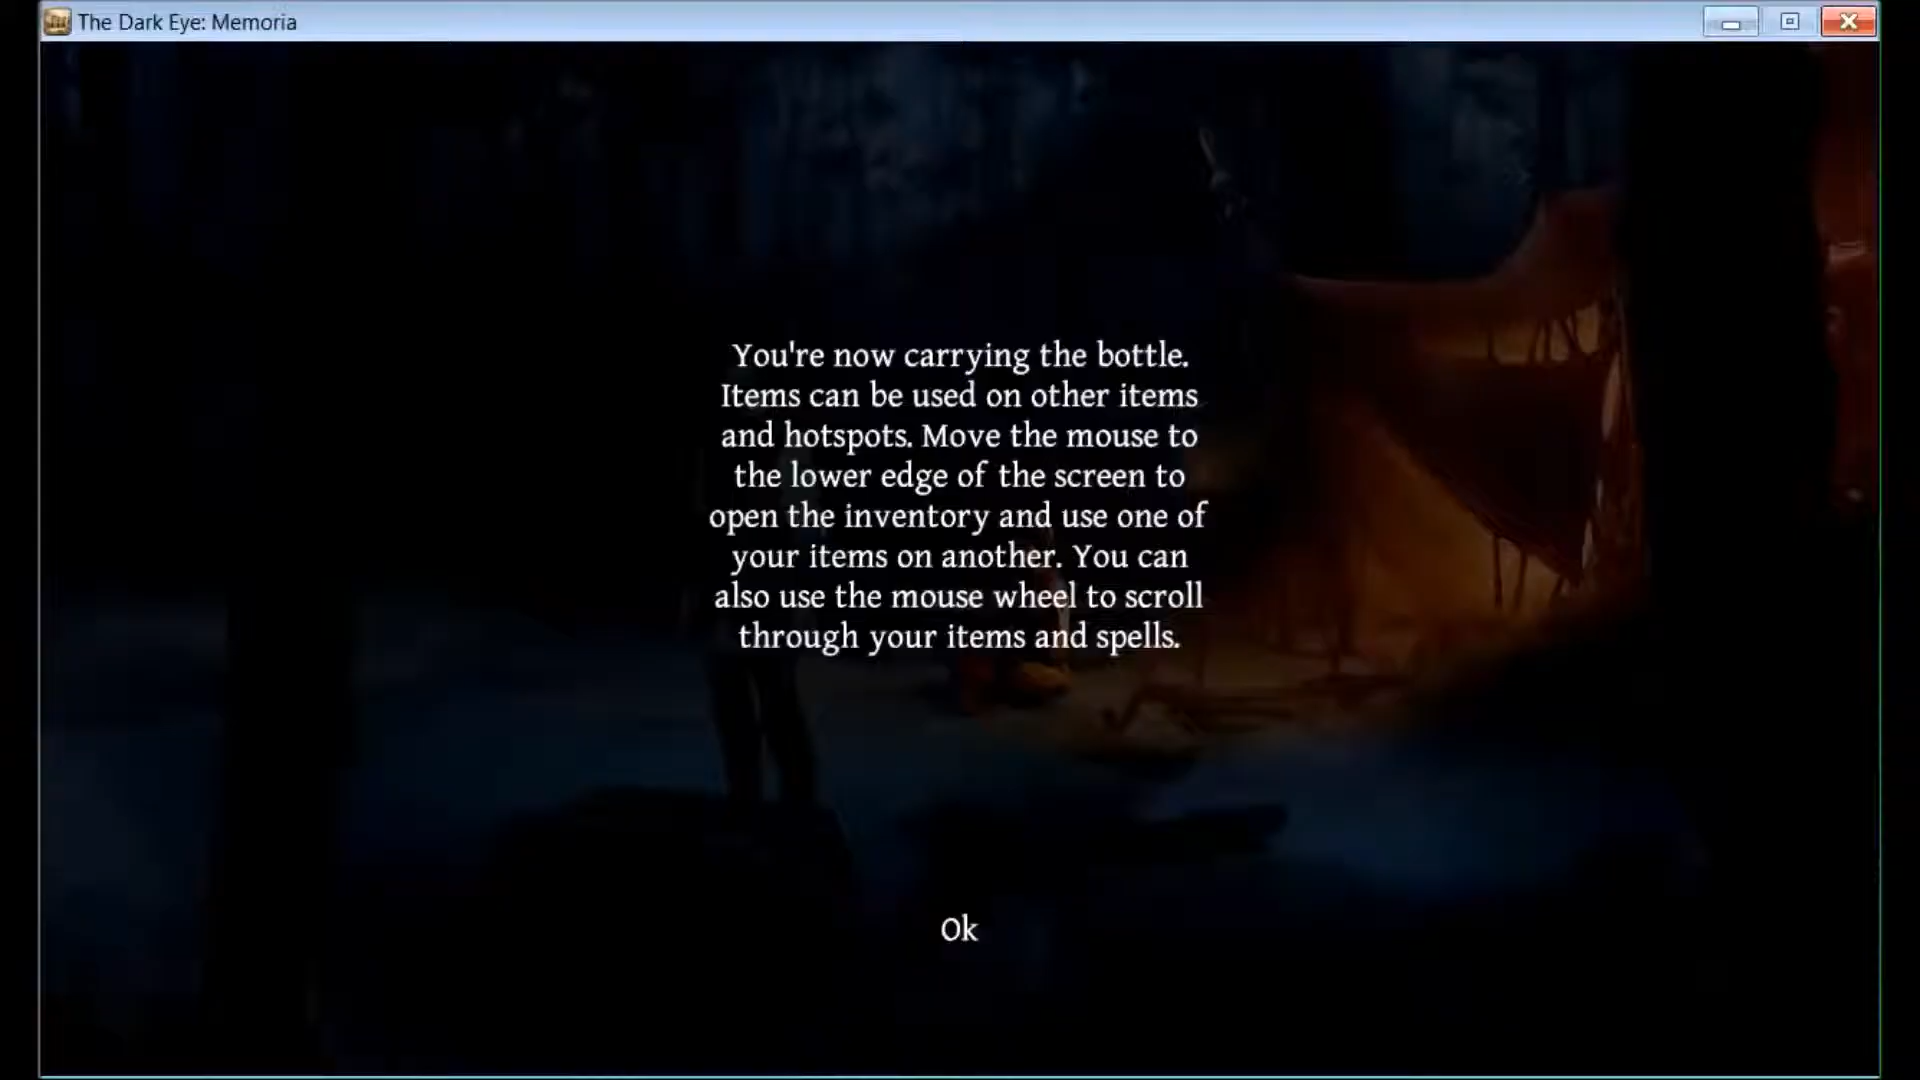 The Dark Eye: Memoria
You're now carrying the bottle.
Items can be used on other items
and hotspots. Move the mouse to
the lower edge of the screen to
open the inventory and use one of
your items on another. You can
also use the mouse wheel to scroll
through your items and spells.
Ok